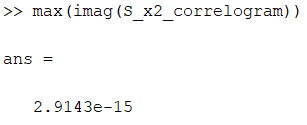 >> max(imag(S_x2_correlogram))
ans =
2.9143e-15